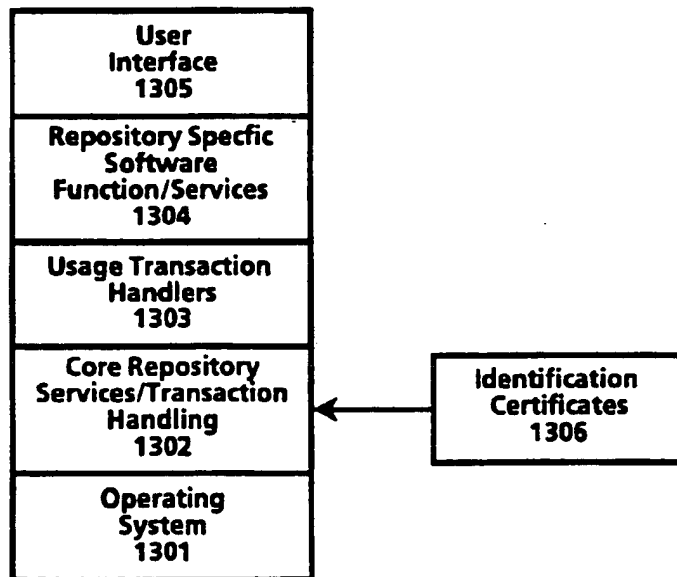 User
Interface
1305
Repository Specfic
Software
Function/Services
1304
Usage Transaction
Handlers
1303
Core Repository
Services/Transaction
Handling
1302
Identification
Certificates
1306
Operating
System
1301